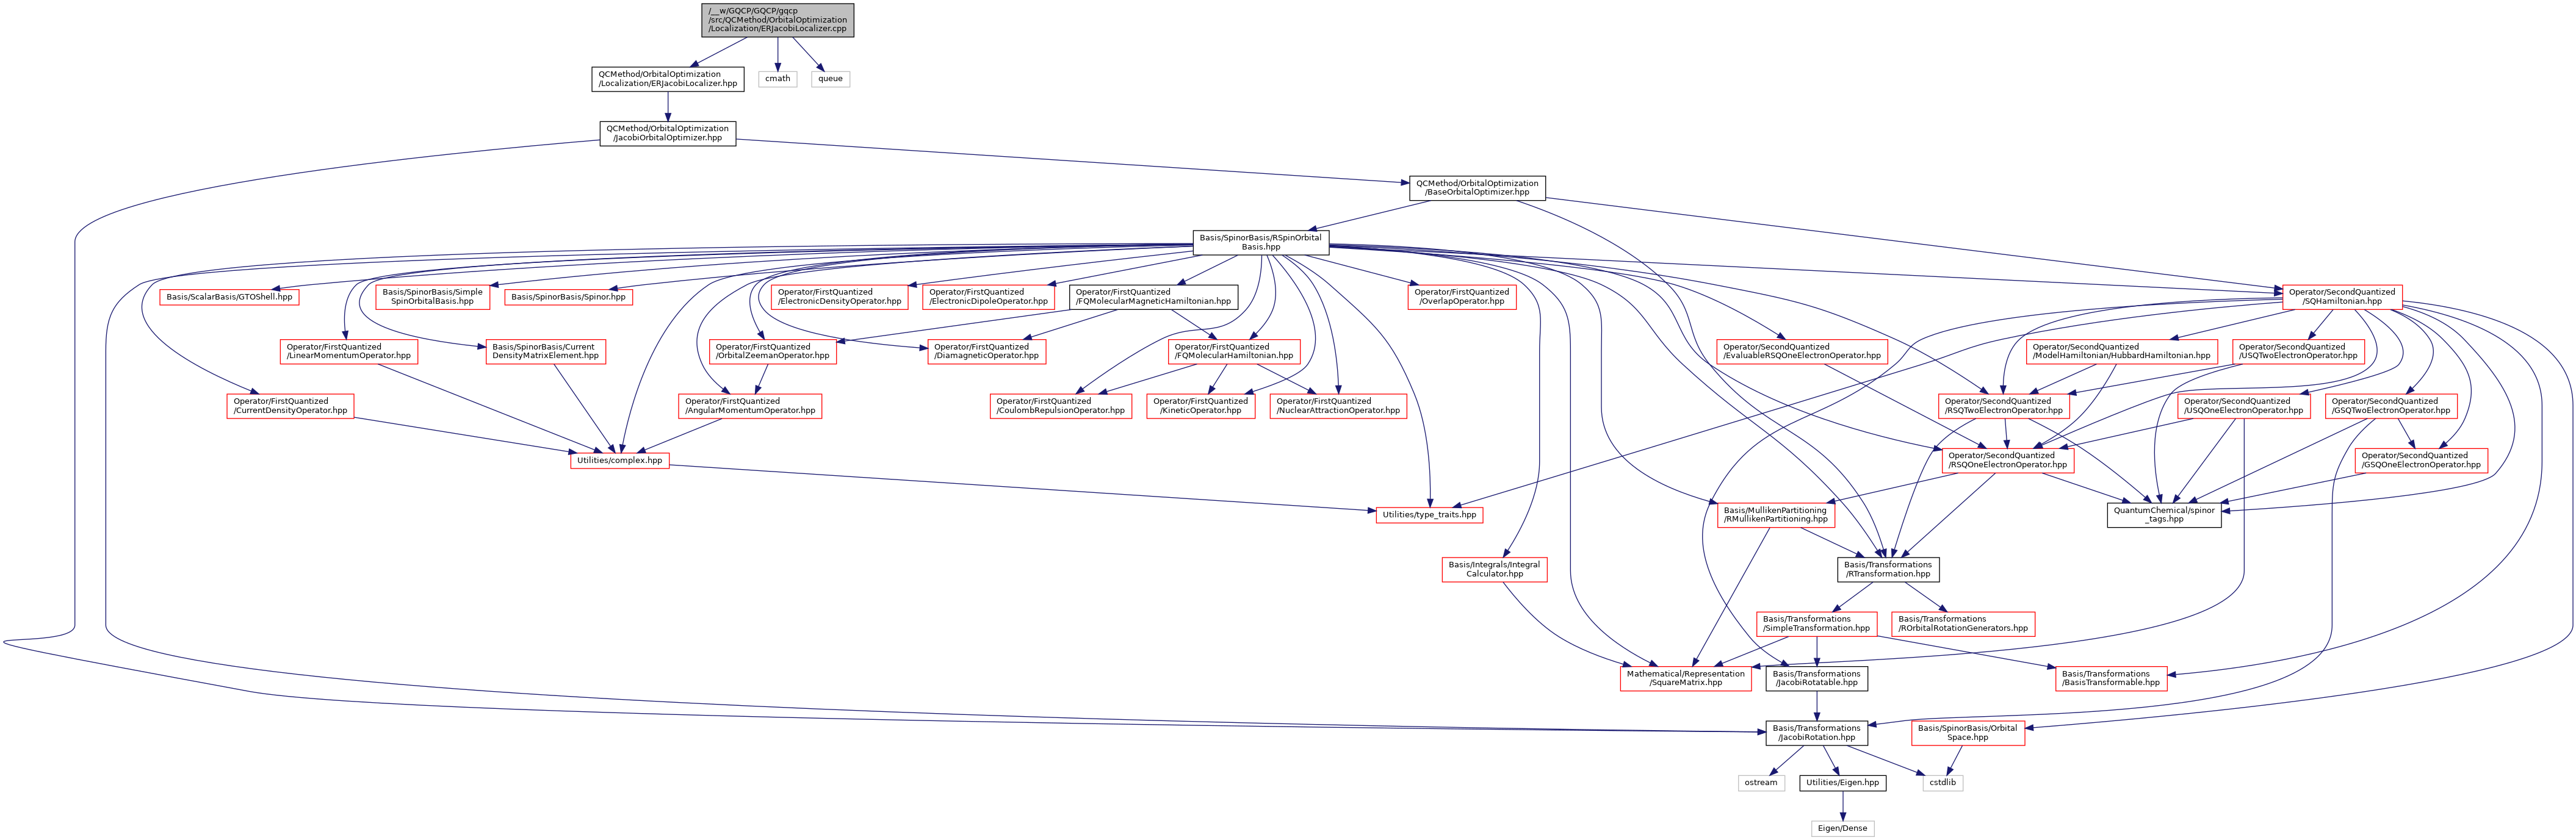 /__w/GQCP/GQCP/gqcp
/src/QCMethod/OrbitalOptimization
/Localization/ERJacobiLocalizer.cpp
QCMethod/OrbitalOptimization
/Localization/ERJacobiLocalizer.hpp
cmath
queue
QCMethod/OrbitalOptimization
/JacobiOrbitalOptimizer.hpp
QCMethod/OrbitalOptimization
/BaseOrbitalOptimizer.hpp
Basis/SpinorBasis/RSpinOrbital
Basis.hpp
Basis/ScalarBasis/GTOShell.hpp
Basis/SpinorBasis/Simple
SpinOrbitalBasis.hpp
Basis/SpinorBasis/Spinor.hpp
Operator/FirstQuantized
/ElectronicDensityOperator.hpp
Operator/FirstQuantized
/ElectronicDipoleOperator.hpp
Operator/FirstQuantized
/FQMolecularMagneticHamiltonian.hpp
Operator/FirstQuantized
/OverlapOperator.hpp
Operator/SecondQuantized
/SQHamiltonian.hpp
Operator/FirstQuantized
/LinearMomentumOperator.hpp
Basis/SpinorBasis/Current
DensityMatrixElement.hpp
Operator/FirstQuantized
/OrbitalZeemanOperator.hpp
Operator/FirstQuantized
/DiamagneticOperator.hpp
Operator/FirstQuantized
/FQMolecularHamiltonian.hpp
Operator/SecondQuantized
/EvaluableRSQOneElectronOperator.hpp
Operator/SecondQuantized
/ModelHamiltonian/HubbardHamiltonian.hpp
Operator/SecondQuantized
/USQTwoElectronOperator.hpp
Operator/FirstQuantized
/CurrentDensityOperator.hpp
Operator/FirstQuantized
/AngularMomentumOperator.hpp
Operator/FirstQuantized
/CoulombRepulsionOperator.hpp
Operator/FirstQuantized
/KineticOperator.hpp
Operator/FirstQuantized
/NuclearAttractionOperator.hpp
Operator/SecondQuantized
/RSQTwoElectronOperator.hpp
Operator/SecondQuantized
/USQOneElectronOperator.hpp
Operator/SecondQuantized
/GSQTwoElectronOperator.hpp
Utilities/complex.hpp
Operator/SecondQuantized
/RSQOneElectronOperator.hpp
Operator/SecondQuantized
/GSQOneElectronOperator.hpp
Utilities/type_traits.hpp
Basis/MullikenPartitioning
/RMullikenPartitioning.hpp
QuantumChemical/spinor
_tags.hpp
Basis/Integrals/Integral
Calculator.hpp
Basis/Transformations
/RTransformation.hpp
Basis/Transformations
/SimpleTransformation.hpp
Basis/Transformations
/ROrbitalRotationGenerators.hpp
Mathematical/Representation
/SquareMatrix.hpp
Basis/Transformations
/JacobiRotatable.hpp
Basis/Transformations
/BasisTransformable.hpp
Basis/Transformations
/JacobiRotation.hpp
Basis/SpinorBasis/Orbital
Space.hpp
ostream
Utilities/Eigen.hpp
cstdlib
Eigen/Dense